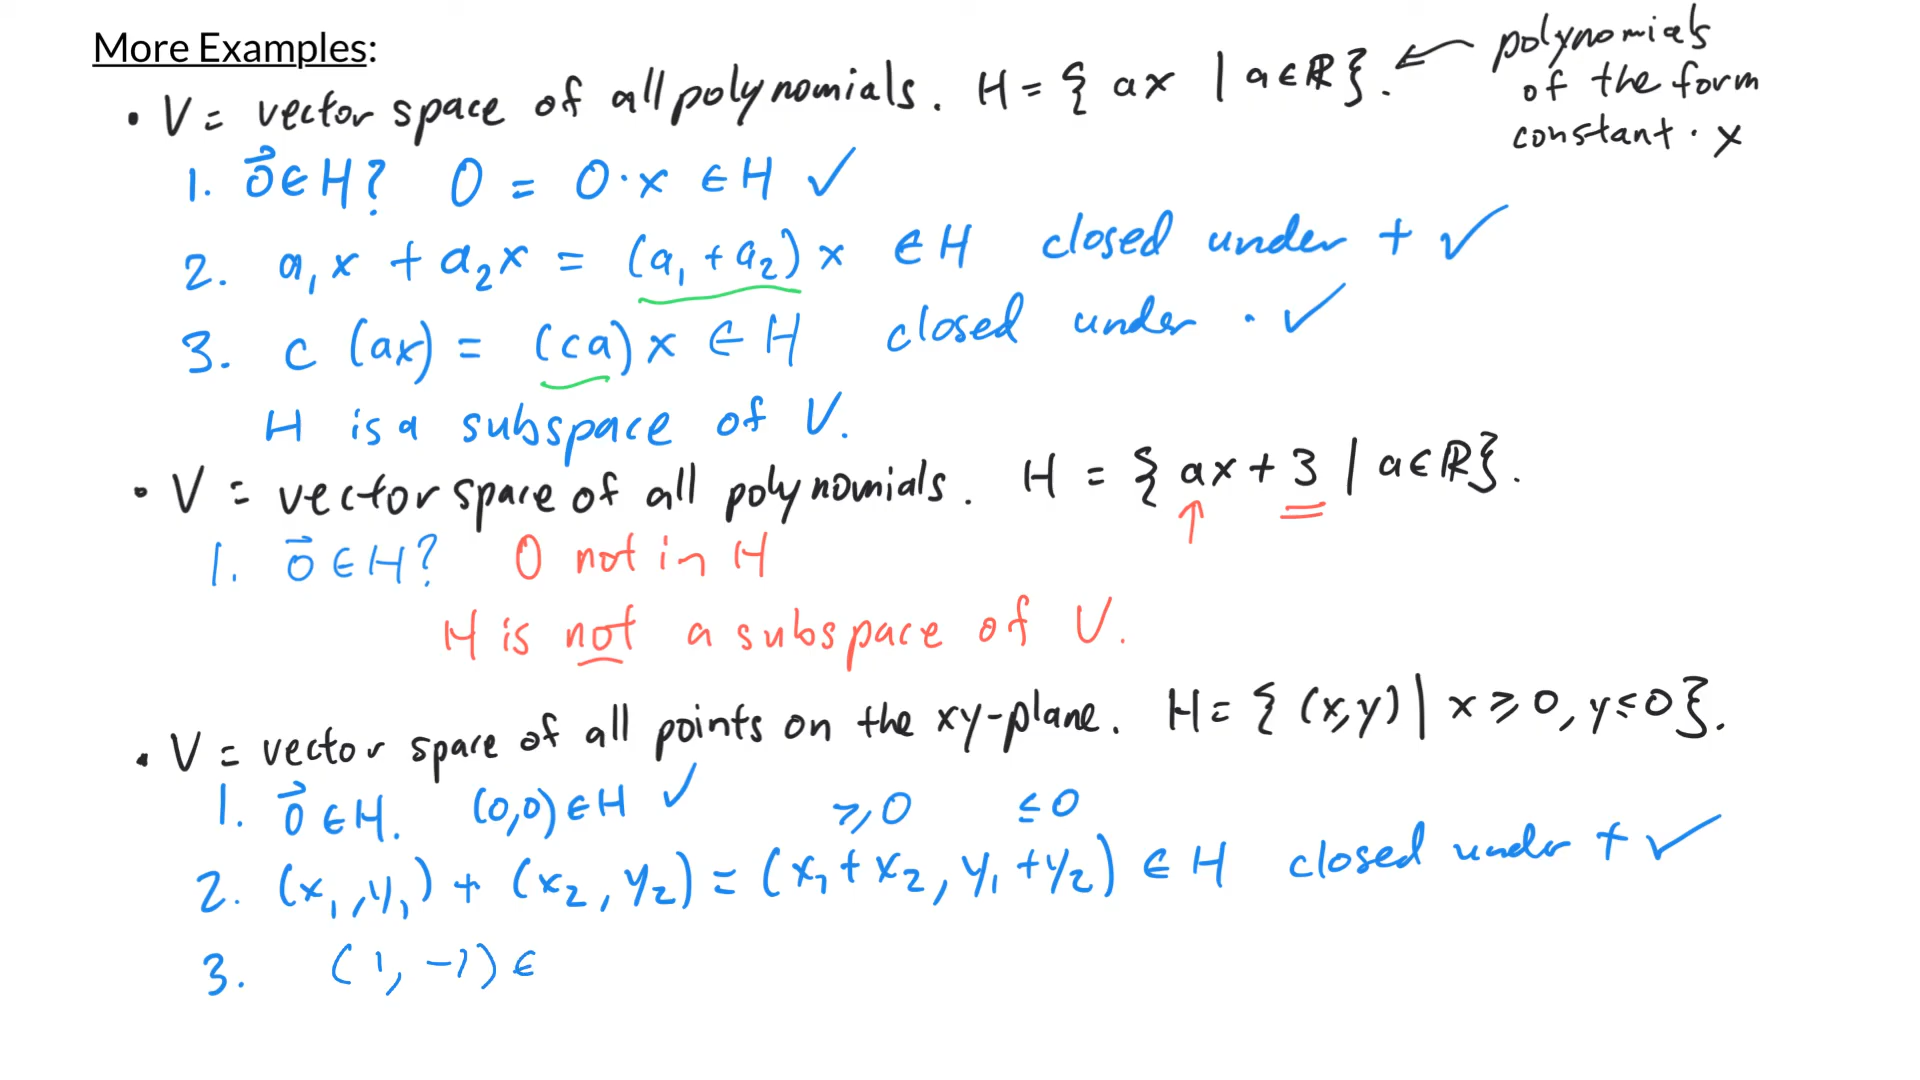 More Examples:
• V = vector space of all polynomials. H = { ax | a ∈ ℝ }. ← polynomials
of the form
constant · x
1. 0⃗ ∈ H? 0 = 0·x ∈ H ✓
2. a₁x + a₂x = (a₁ + a₂) x ∈ H closed under + ✓
3. c (ax) = (ca) x ∈ H closed under · ✓
H is a subspace of V.
• V = vector space of all polynomials. H = { ax + 3 | a ∈ ℝ }.
↑
1. 0⃗ ∈ H? 0 not in H
H is not a subspace of V.
• V = vector space of all points on the xy-plane. H = { (x,y) | x ≥ 0, y ≤ 0 }.
1. 0⃗ ∈ H. (0,0) ∈ H ✓ ≥ 0 ≤ 0
2. (x₁, y₁) + (x₂, y₂) = (x₁ + x₂, y₁ + y₂) ∈ H closed under + ✓
3. (1, -1) ∈